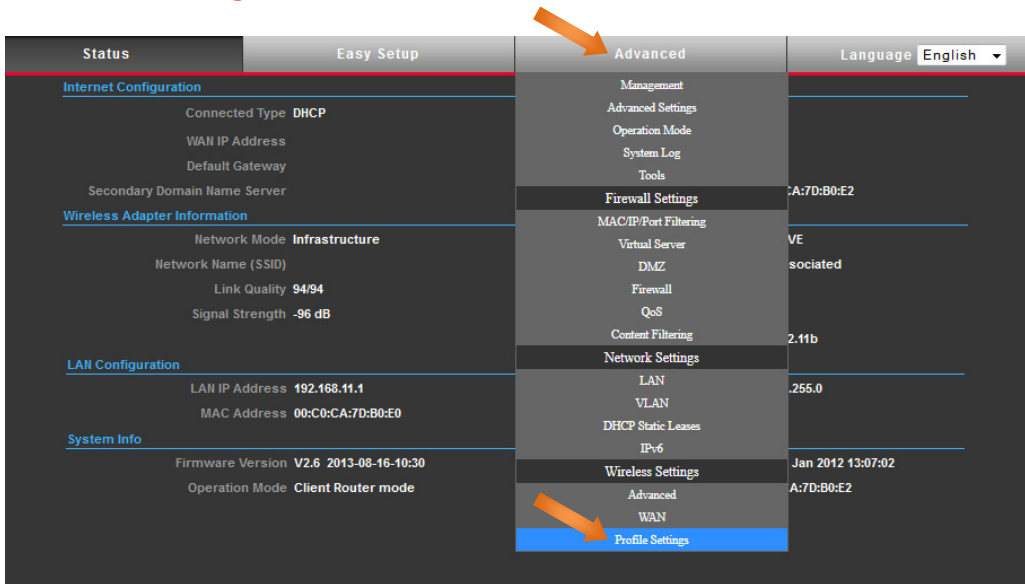 Status Easy Setup Advanced Language English
Internet Configuration
Connected Type DHCP
WAN IP Address
Default Gateway
Secondary Domain Name Server
CA:7D:B0:E2
Wireless Adapter Information
Network Mode Infrastructure
VE
Network Name (SSID)
sociated
Link Quality 94/94
Signal Strength -96 dB
2.11b
LAN Configuration
LAN IP Address 192.168.11.1
.255.0
MAC Address 00:C0:CA:7D:B0:E0
System Info
Firmware Version V2.6 2013-08-16-10:30
Jan 2012 13:07:02
Operation Mode Client Router mode
A:7D:B0:E2
Management
Advanced Settings
Operation Mode
System Log
Tools
Firewall Settings
MAC/IP/Port Filtering
Virtual Server
DMZ
Firewall
QoS
Content Filtering
Network Settings
LAN
VLAN
DHCP Static Leases
IPv6
Wireless Settings
Advanced
WAN
Profile Settings